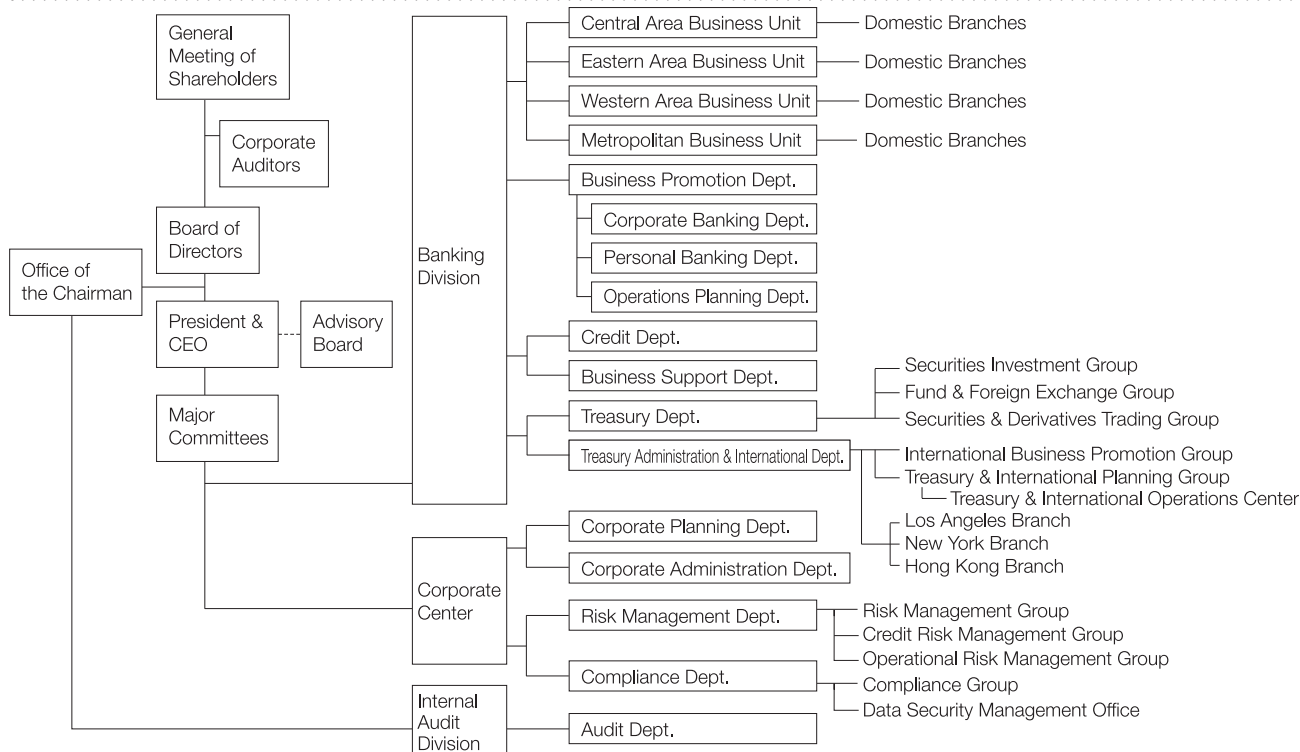 General
Meeting of
Shareholders
Corporate
Auditors
Board of
Directors
Office of
the Chairman
President &
CEO
Advisory
Board
Major
Committees
Banking
Division
Central Area Business Unit
Domestic Branches
Eastern Area Business Unit
Domestic Branches
Western Area Business Unit
Domestic Branches
Metropolitan Business Unit
Domestic Branches
Business Promotion Dept.
Corporate Banking Dept.
Personal Banking Dept.
Operations Planning Dept.
Credit Dept.
Business Support Dept.
Treasury Dept.
Securities Investment Group
Fund & Foreign Exchange Group
Securities & Derivatives Trading Group
Treasury Administration & International Dept.
International Business Promotion Group
Treasury & International Planning Group
Treasury & International Operations Center
Los Angeles Branch
New York Branch
Hong Kong Branch
Corporate
Center
Corporate Planning Dept.
Corporate Administration Dept.
Risk Management Dept.
Risk Management Group
Credit Risk Management Group
Operational Risk Management Group
Compliance Dept.
Compliance Group
Data Security Management Office
Internal
Audit
Division
Audit Dept.